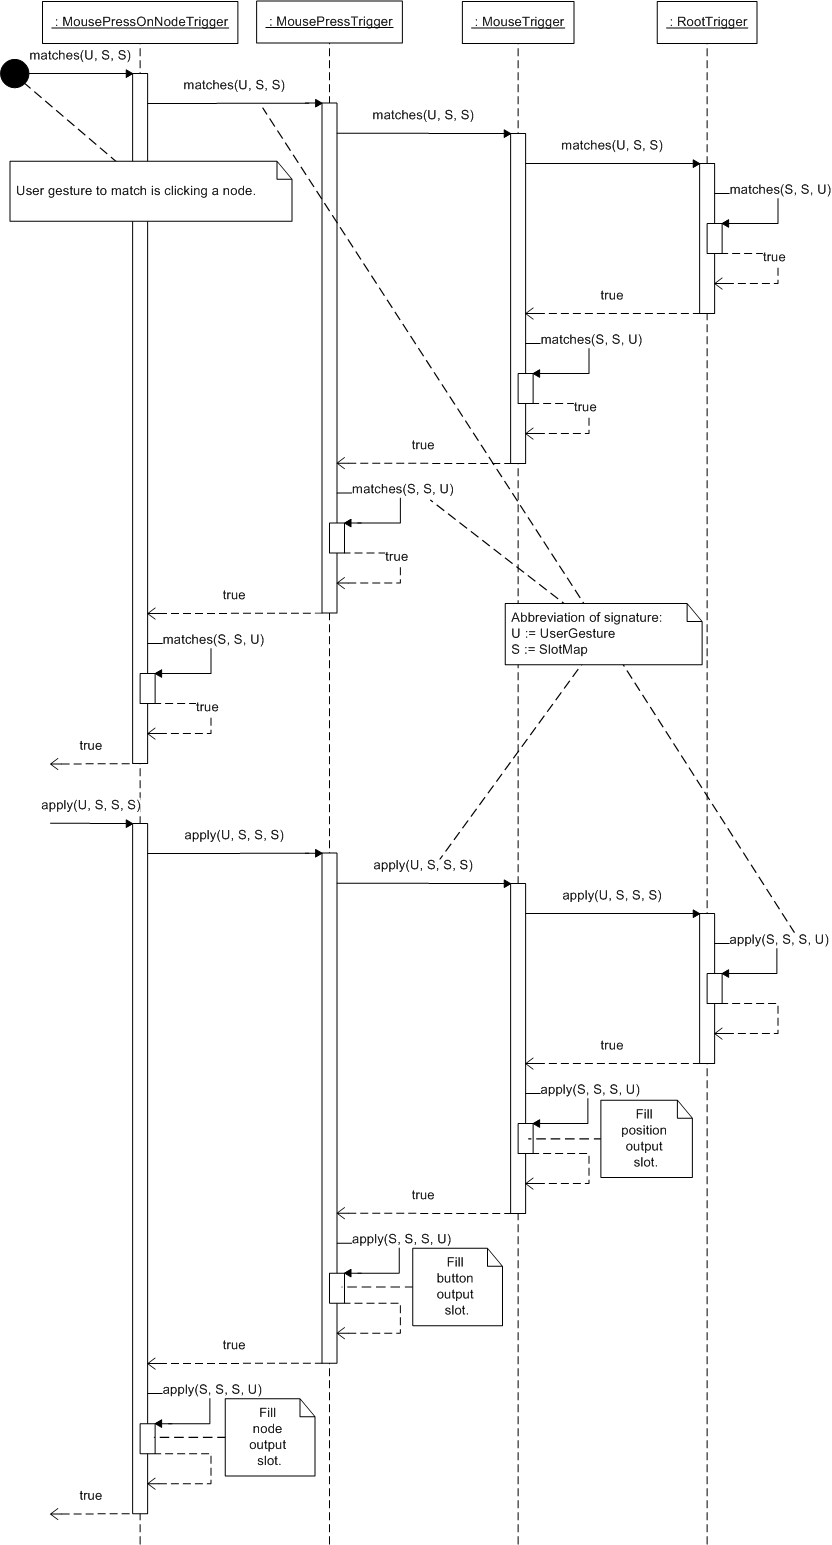 : MousePressOnNodeTrigger
: MousePressTrigger
: MouseTrigger
: RootTrigger
matches(U, S, S)
matches(U, S, S)
matches(U, S, S)
matches(U, S, S)
User gesture to match is clicking a node.
matches(S, S, U)
true
true
matches(S, S, U)
true
true
matches(S, S, U)
true
true
Abbreviation of signature:
U := UserGesture
S := SlotMap
matches(S, S, U)
true
true
apply(U, S, S, S)
apply(U, S, S, S)
apply(U, S, S, S)
apply(U, S, S, S)
apply(S, S, S, U)
true
apply(S, S, S, U)
Fill
position
output
slot.
true
apply(S, S, S, U)
Fill
button
output
slot.
true
apply(S, S, S, U)
Fill
node
output
slot.
true